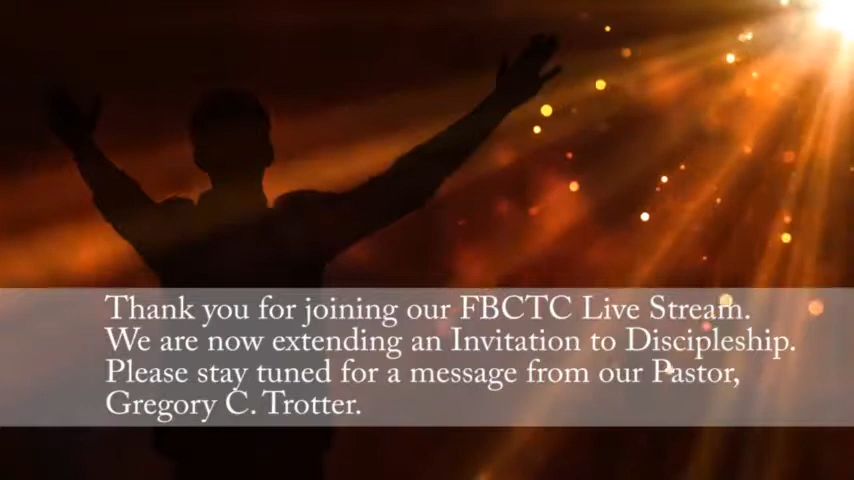 Thank you for joining our FBCTC Live Stream.
We are now extending an Invitation to Discipleship.
Please stay tuned for a message from our Pastor,
Gregory C. Trotter.